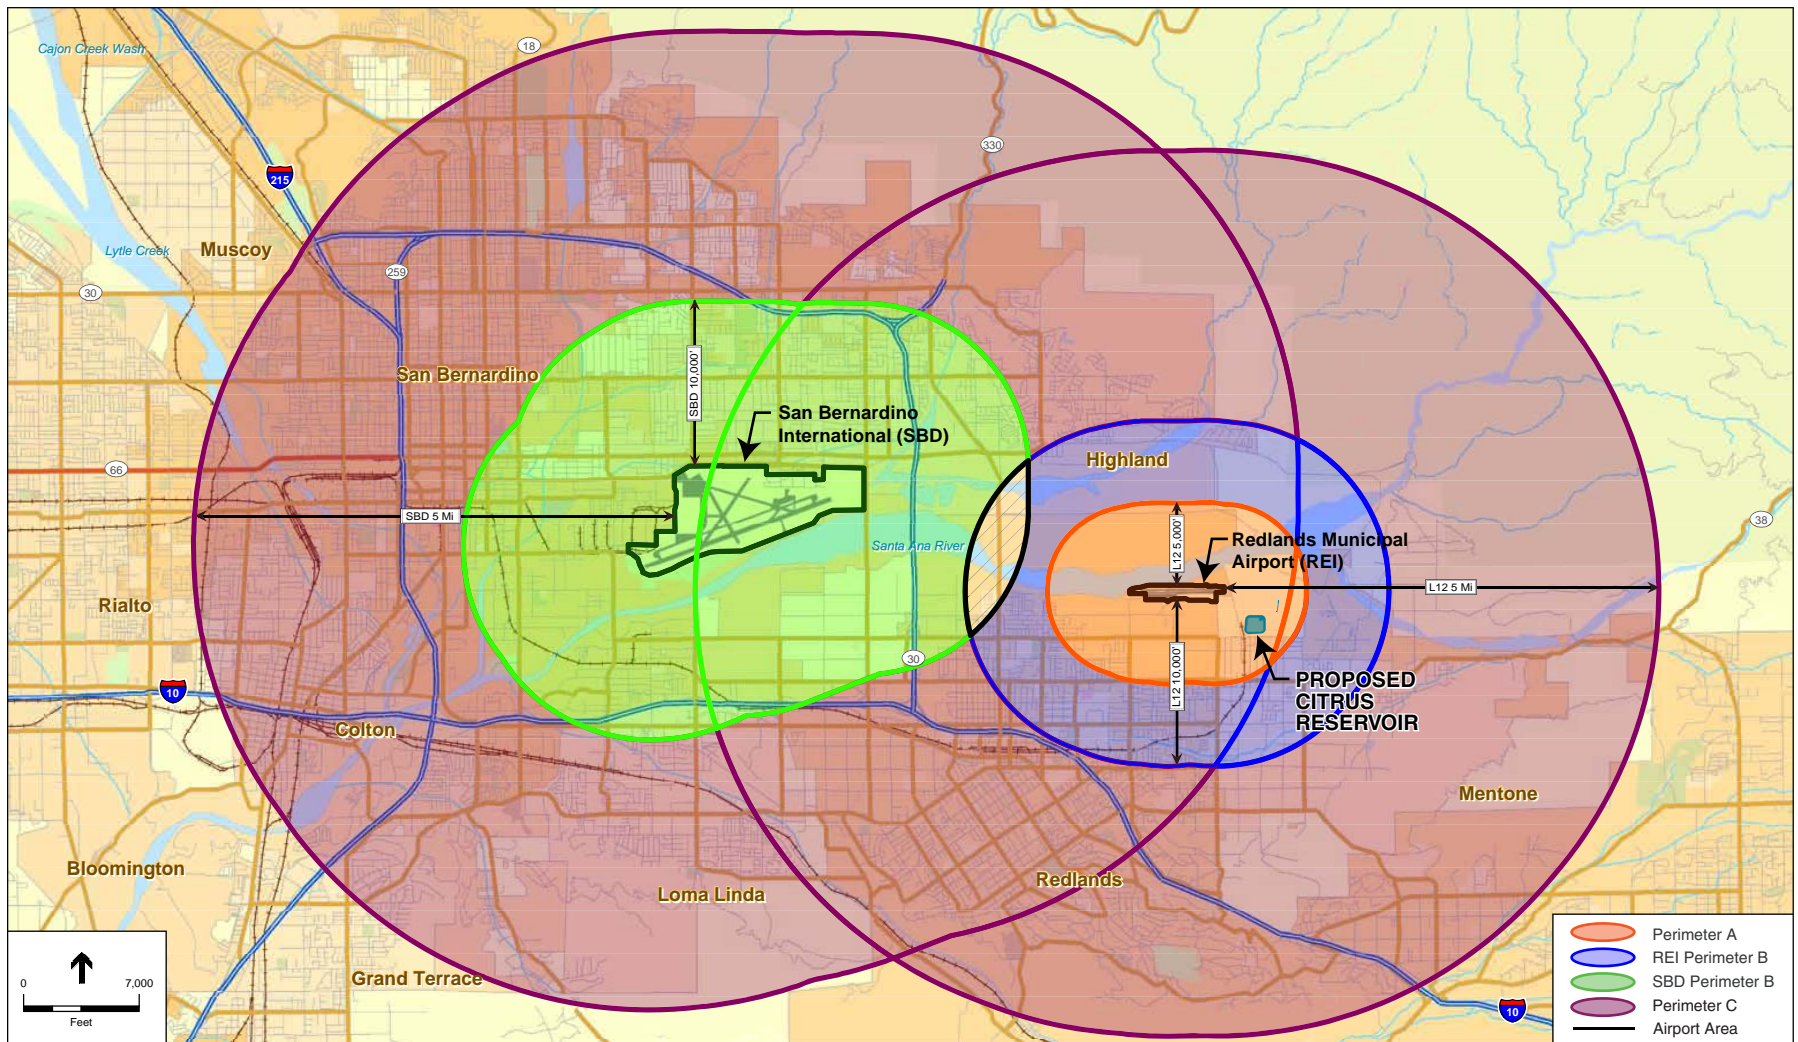 Cajon Creek Wash
18
330
215
Muscoy
Lytle Creek
259
30
San Bernardino
SBD 10,000'
San Bernardino
International (SBD)
66
Highland
SBD 5 Mi
38
Santa Ana River
L12 5,000'
Redlands Municipal
Airport (REI)
L12 5 Mi
Rialto
30
L12 10,000'
10
PROPOSED
CITRUS
RESERVOIR
Colton
Mentone
Bloomington
Loma Linda
Redlands
Grand Terrace
0
7,000
Feet
10
Perimeter A
REI Perimeter B
SBD Perimeter B
Perimeter C
Airport Area